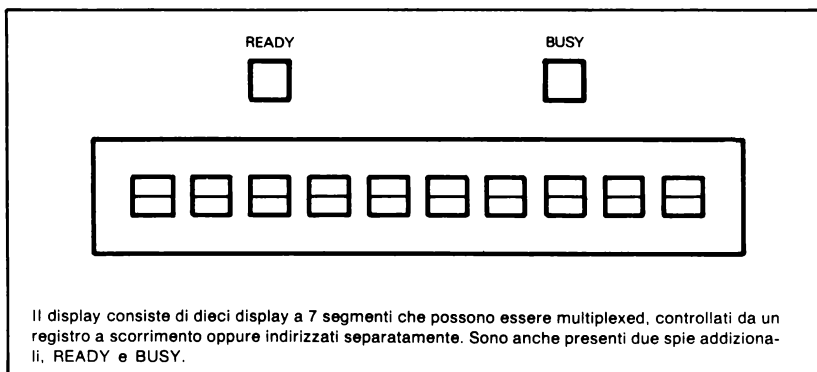 READY BUSY
Il display consiste di dieci display a 7 segmenti che possono essere multiplexed, controllati da un
registro a scorrimento oppure indirizzati separatamente. Sono anche presenti due spie addiziona-
li, READY e BUSY.